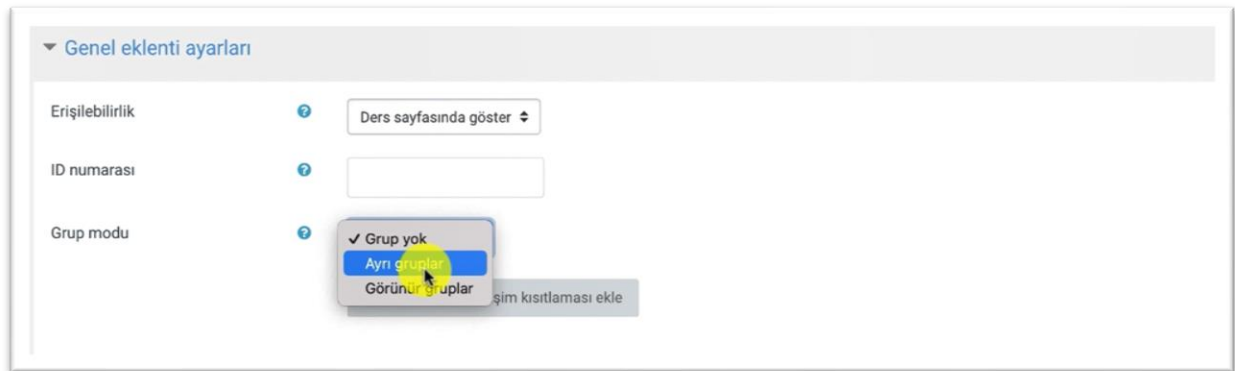 Genel eklenti ayarları
Erişilebilirlik
Ders sayfasında göster
ID numarası
Grup modu
✓ Grup yok
Ayrı gruplar
Görünür gruplar
şim kısıtlaması ekle